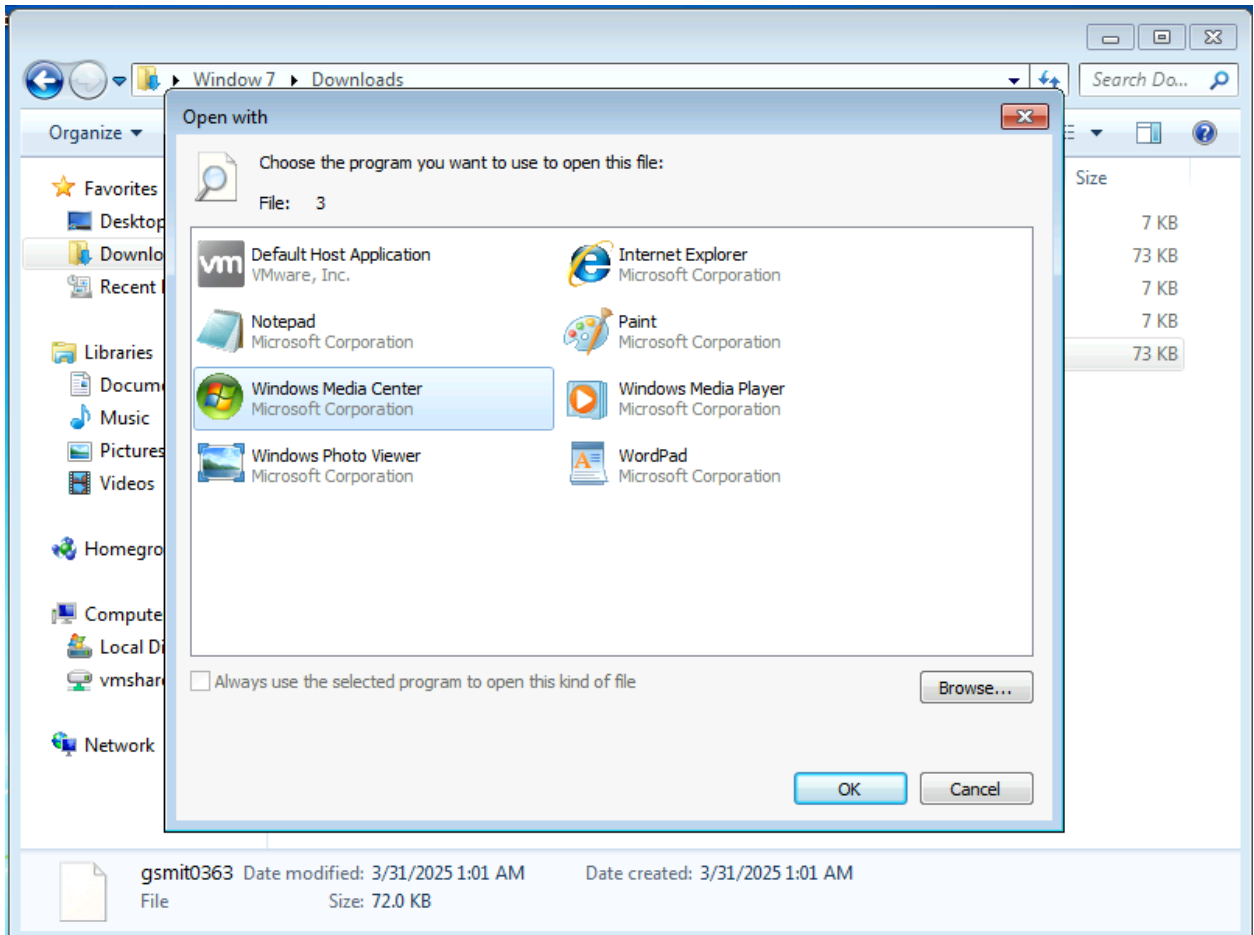 Window 7 ▸ Downloads
Search Do...
Organize
Open with
Choose the program you want to use to open this file:
File: 3
Favorites
Desktop
Downlo
Recent
Libraries
Docum
Music
Pictures
Videos
Homegro
Compute
Local Di
vmshare
Network
vm
Default Host Application
VMware, Inc.
Internet Explorer
Microsoft Corporation
Notepad
Microsoft Corporation
Paint
Microsoft Corporation
Windows Media Center
Microsoft Corporation
Windows Media Player
Microsoft Corporation
Windows Photo Viewer
Microsoft Corporation
WordPad
Microsoft Corporation
Always use the selected program to open this kind of file
Browse...
OK
Cancel
Size
7 KB
73 KB
7 KB
7 KB
73 KB
gsmit0363 Date modified: 3/31/2025 1:01 AM Date created: 3/31/2025 1:01 AM
File Size: 72.0 KB